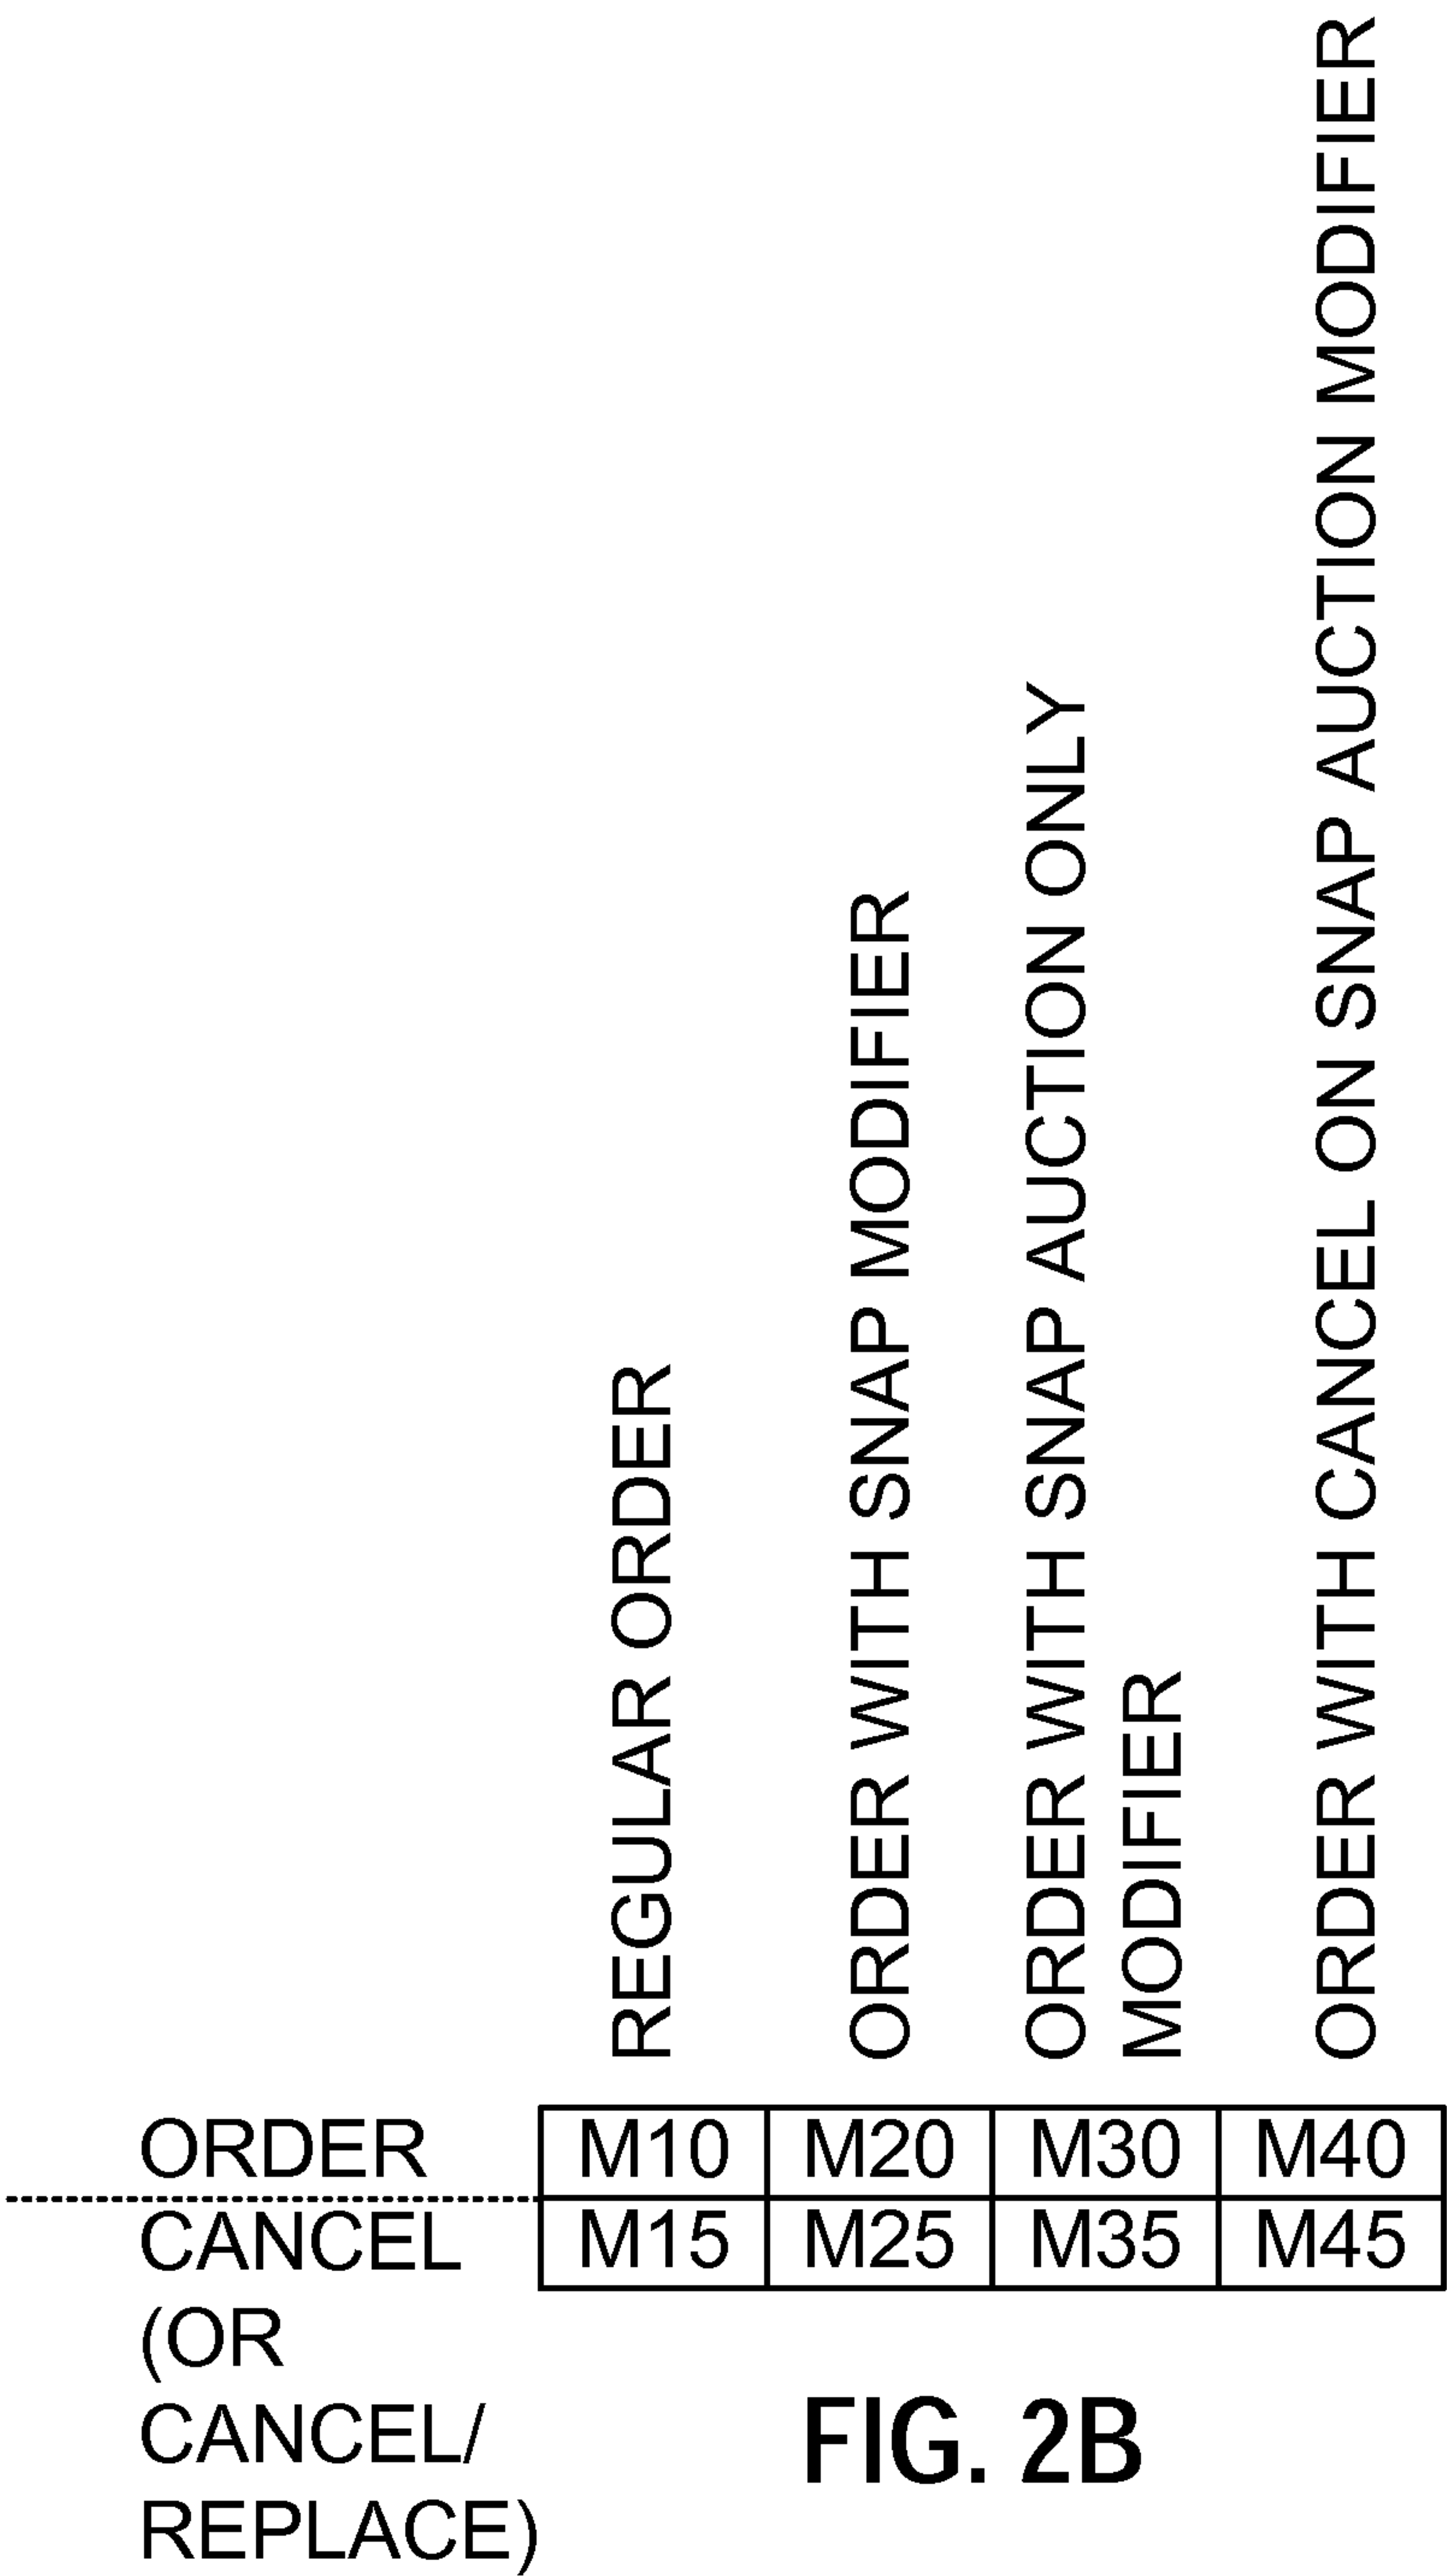 REGULAR ORDER
ORDER WITH SNAP MODIFIER
ORDER WITH SNAP AUCTION ONLY
MODIFIER
ORDER WITH CANCEL ON SNAP AUCTION MODIFIER
ORDER M10 M20 M30 M40
CANCEL M15 M25 M35 M45
(OR
CANCEL/
REPLACE)
FIG. 2B